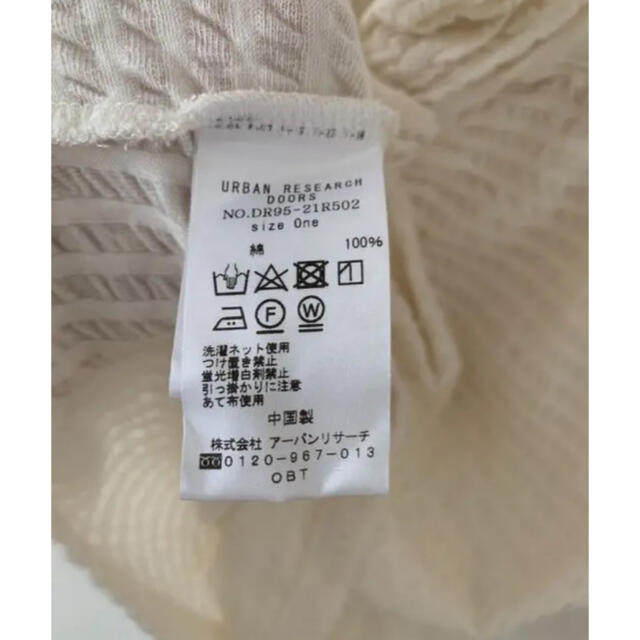 URBAN RESEARCH
DOORS
NO.DR95-21R502
size One
綿 100%
F W
洗濯ネット使用
つけ置き禁止
蛍光増白剤禁止
引っ掛かりに注意
あて布使用
中国製
株式会社 アーバンリサーチ
0120-967-013
OBT